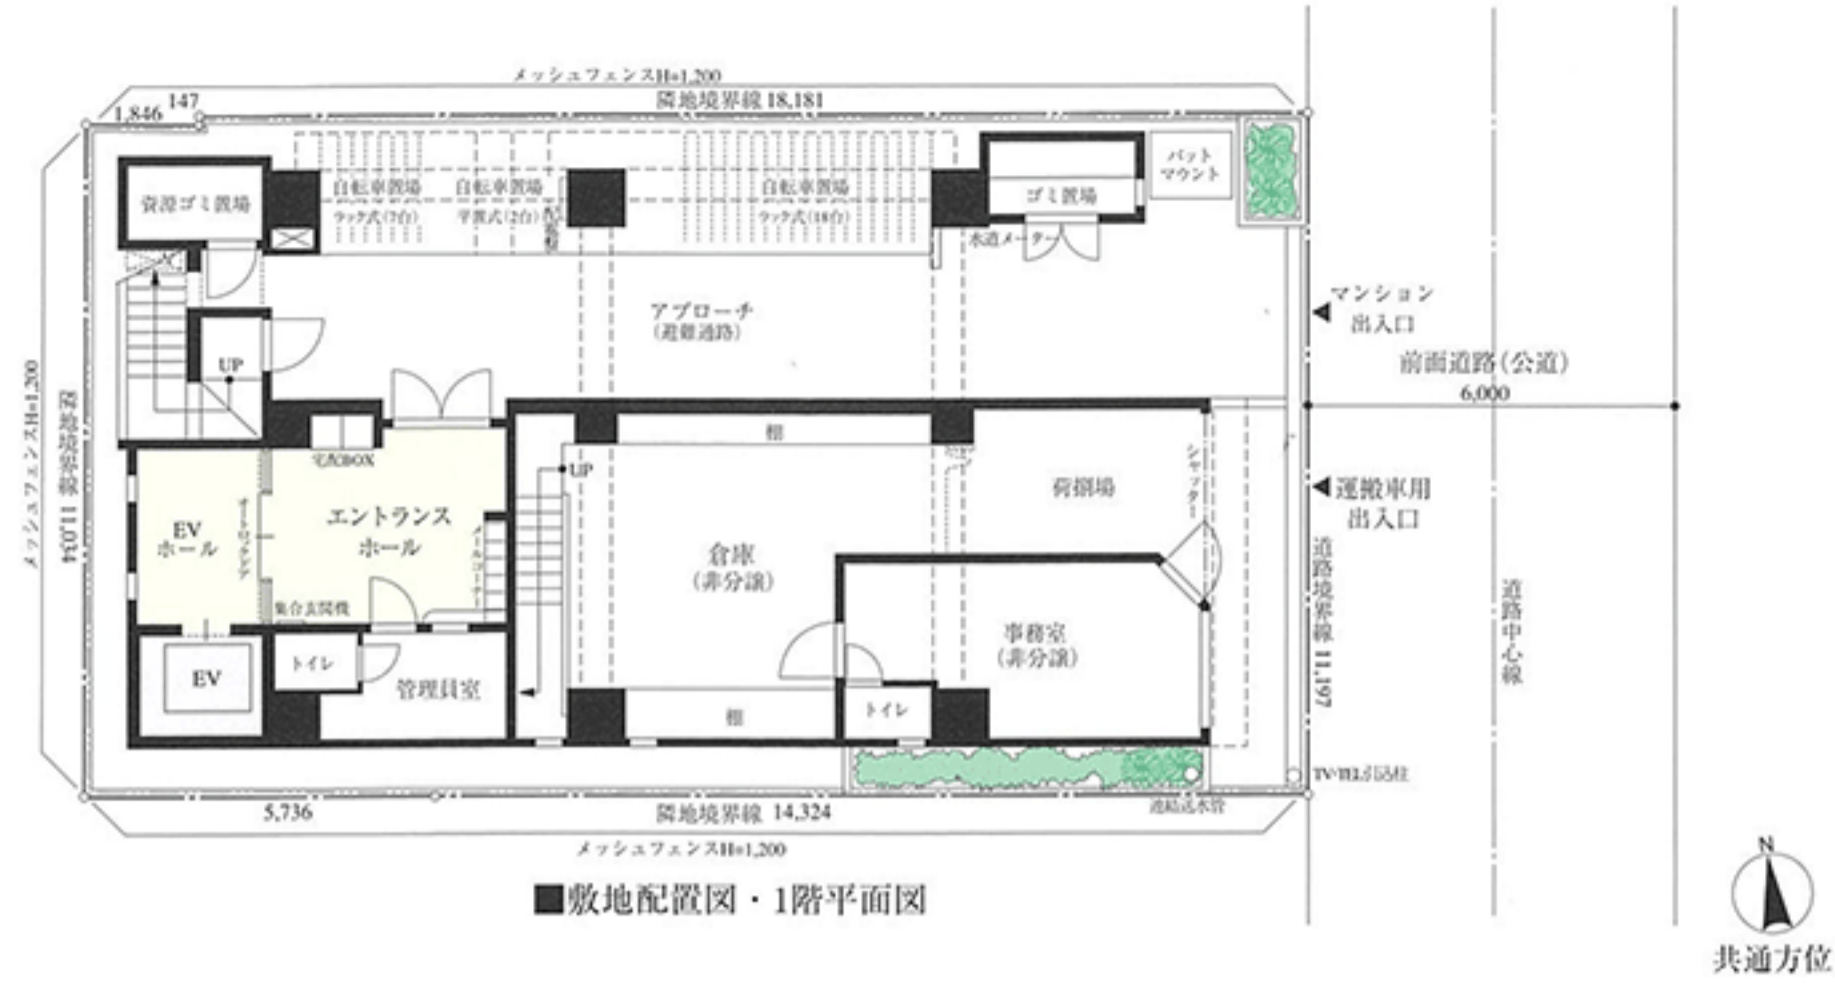 メッシュフェンスH=1,200
隣地境界線 18,181
147
1,846
資源ゴミ置場
自転車置場
ラック式(7台)
自転車置場
平置式(2台)
自転車置場
ラック式(18台)
ゴミ置場
パット
マウント
水道メーター
アプローチ
(避難通路)
マンション
出入口
前面道路(公道)
6,000
UP
メッシュフェンスH=1,200
隣地境界線 11,034
宅配BOX
棚
UP
シャッター
荷捌場
運搬車用
出入口
EV
ホール
オートロックドア
エントランス
ホール
メールコーナー
倉庫
(非分譲)
集合玄関機
道路境界線 11,197
道路中心線
事務室
(非分譲)
EV
トイレ
管理員室
棚
トイレ
TV・TEL引込柱
連結送水管
5,736
隣地境界線 14,324
メッシュフェンスH=1,200
■敷地配置図・1階平面図
N
共通方位